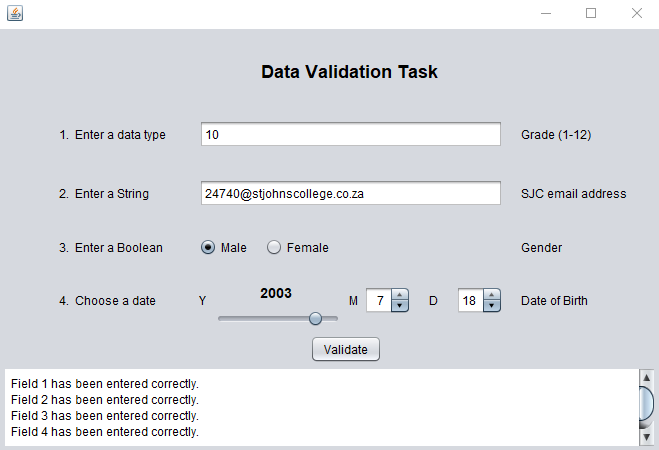 Data Validation Task
1. Enter a data type 10 Grade (1-12)
2. Enter a String 24740@stjohnscollege.co.za SJC email address
3. Enter a Boolean Male Female Gender
4. Choose a date Y 2003 M 7 D 18 Date of Birth
Validate
Field 1 has been entered correctly.
Field 2 has been entered correctly.
Field 3 has been entered correctly.
Field 4 has been entered correctly.